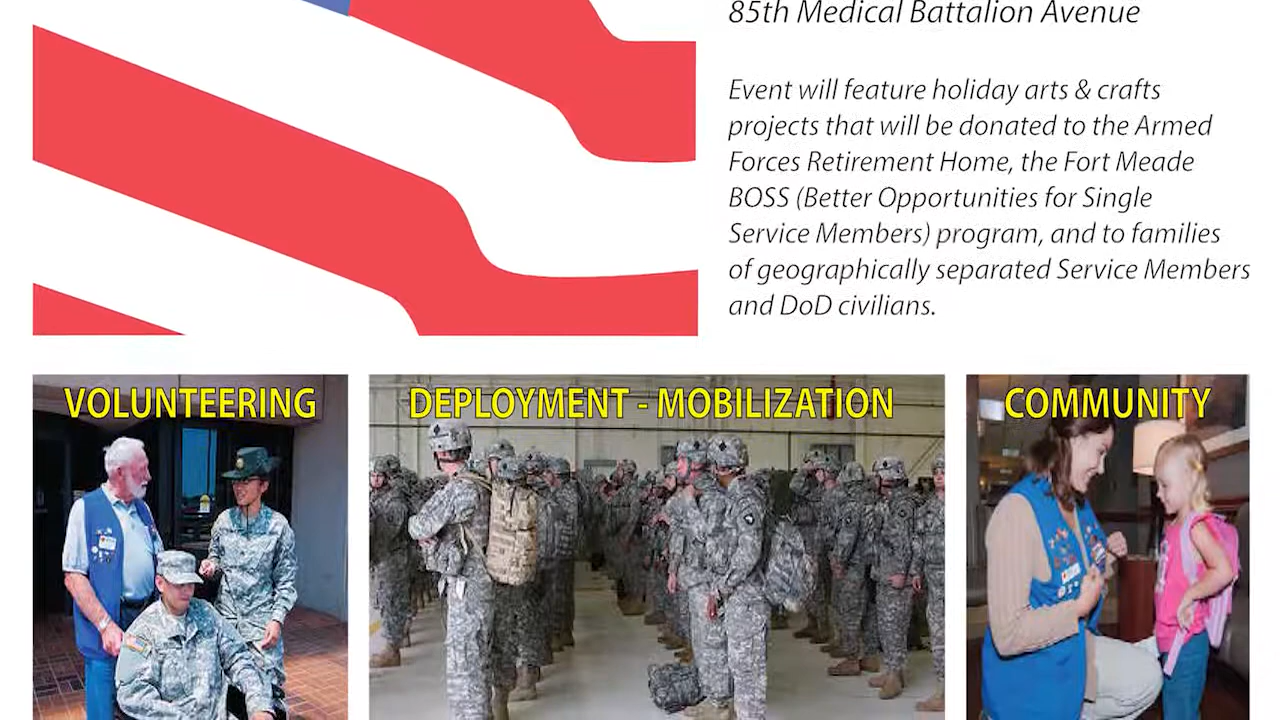 85th Medical Battalion Avenue
Event will feature holiday arts & crafts
projects that will be donated to the Armed
Forces Retirement Home, the Fort Meade
BOSS (Better Opportunities for Single
Service Members) program, and to families
of geographically separated Service Members
and DoD civilians.
VOLUNTEERING
DEPLOYMENT - MOBILIZATION
COMMUNITY